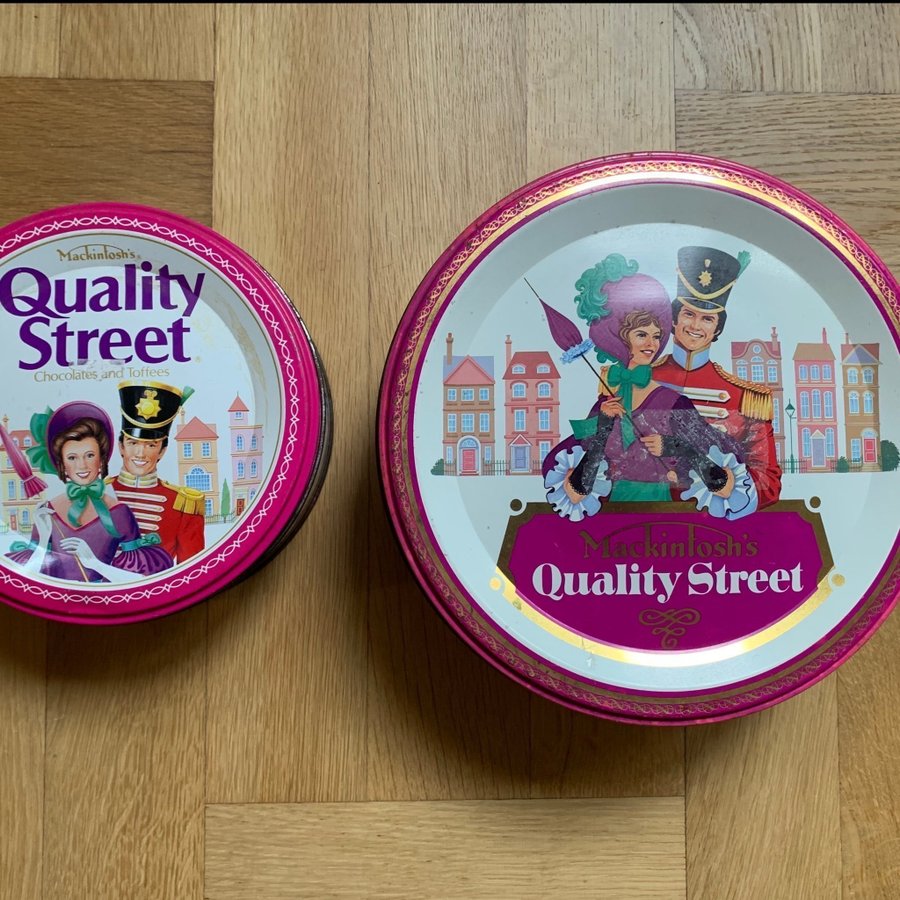 Mackintosh's
Quality
Street
Chocolates and Toffees
Mackintosh's
Quality Street